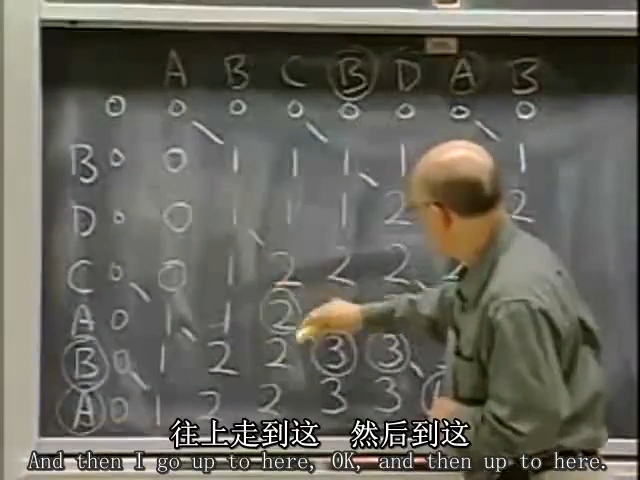 A B C B D A B
0 0 0 0 0 0 0 0
B 0 0 1 1 1 1 1
D 0 0 1 1 1 2 2
C 0 0 1 2 2 2
A 0 1 1 2
B 0 1 2 2 3 3
A 0 1 2 2 3 3
往上走到这 然后到这
And then I go up to here, OK, and then up to here.